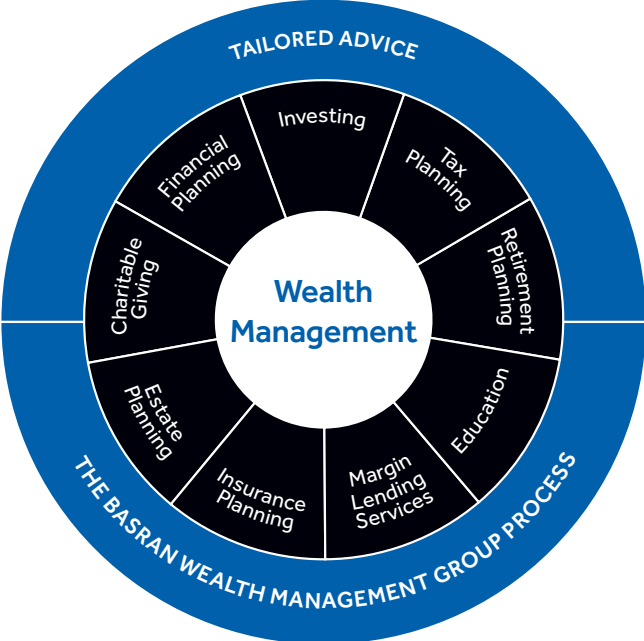 TAILORED ADVICE
Investing
Tax
Planning
Retirement
Planning
Education
Margin
Lending
Services
Insurance
Planning
Estate
Planning
Charitable
Giving
Financial
Planning
Wealth
Management
THE BASRAN WEALTH MANAGEMENT GROUP PROCESS